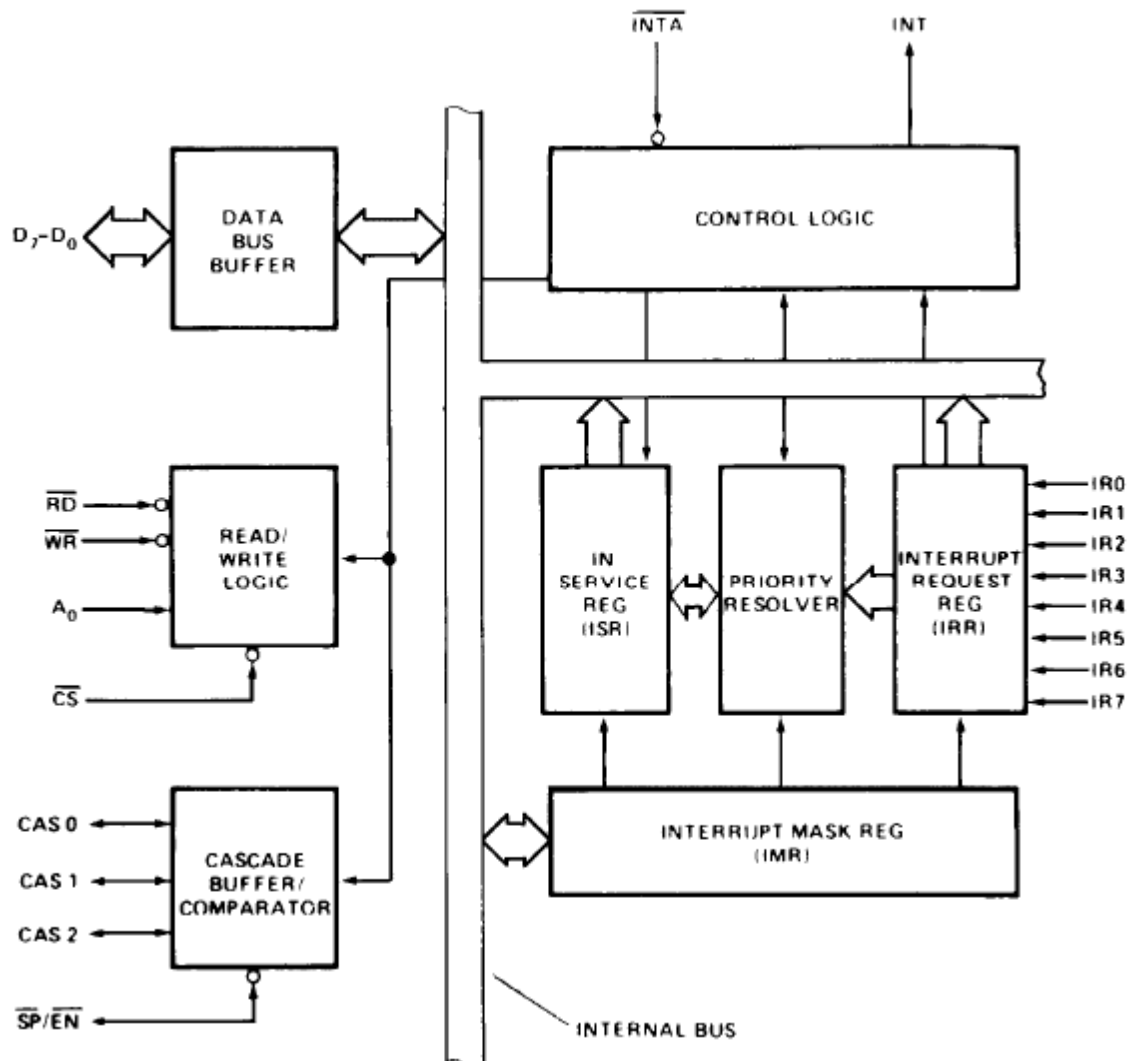 INTA
INT
DATA
BUS
BUFFER
D7-D0
CONTROL LOGIC
RD
WR
A0
CS
READ/
WRITE
LOGIC
IN
SERVICE
REG
(ISR)
PRIORITY
RESOLVER
INTERRUPT
REQUEST
REG
(IRR)
IR0
IR1
IR2
IR3
IR4
IR5
IR6
IR7
CAS 0
CAS 1
CAS 2
SP/EN
CASCADE
BUFFER/
COMPARATOR
INTERRUPT MASK REG
(IMR)
INTERNAL BUS